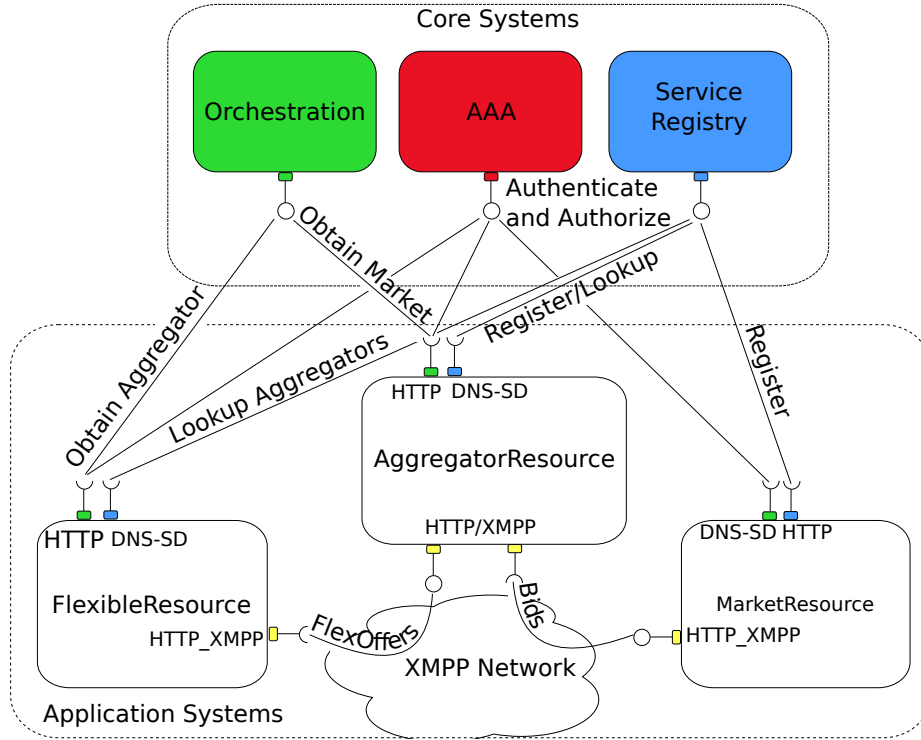 Core Systems
Orchestration
AAA
Service
Registry
Authenticate
and Authorize
Obtain Market
Obtain Aggregator
Lookup Aggregators
Register/Lookup
Register
HTTP DNS-SD
AggregatorResource
HTTP/XMPP
HTTP DNS-SD
FlexibleResource
HTTP_XMPP
DNS-SD HTTP
MarketResource
HTTP_XMPP
FlexOffers
Bids
XMPP Network
Application Systems